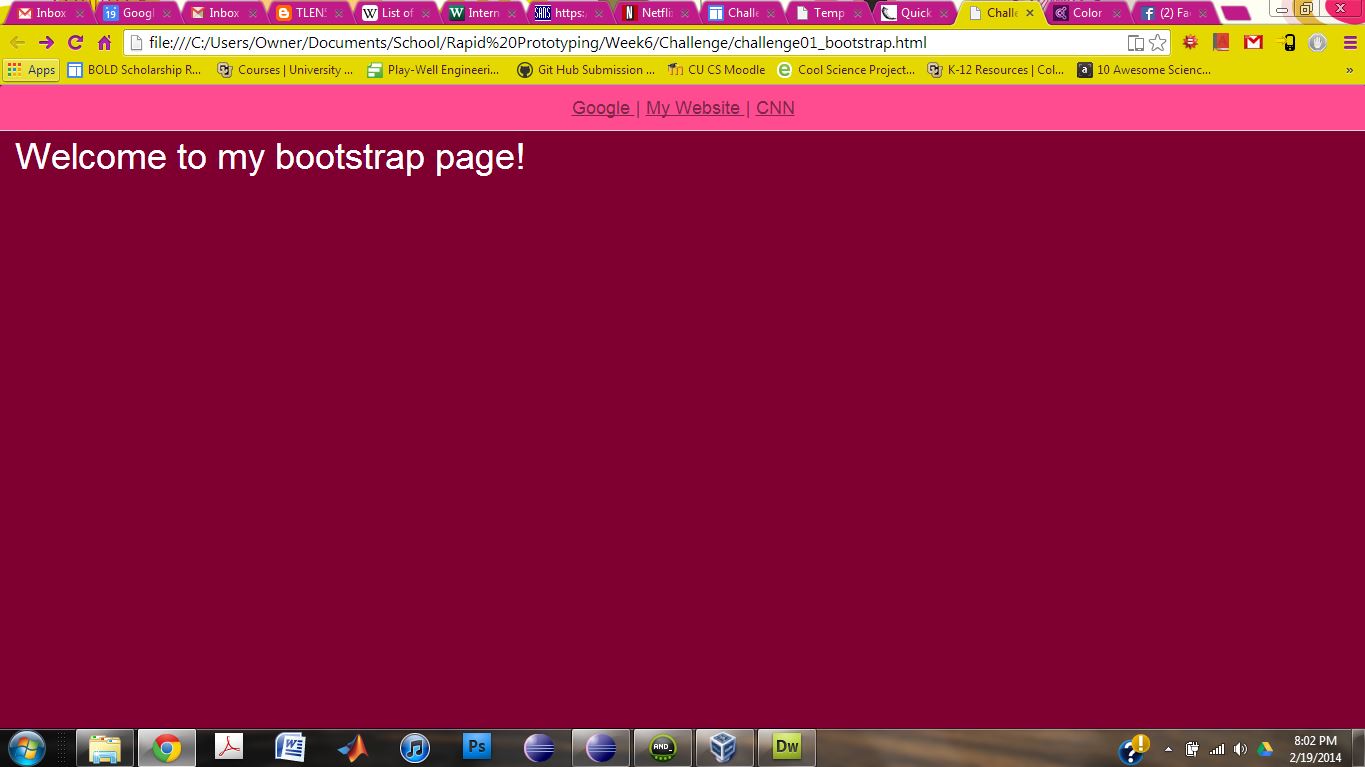 Inbox Googl Inbox TLENS List of Intern https: Netfli Challe Temp Quick Challe Color (2) Fa
file:///C:/Users/Owner/Documents/School/Rapid%20Prototyping/Week6/Challenge/challenge01_bootstrap.html
Apps BOLD Scholarship R... Courses | University ... Play-Well Engineeri... Git Hub Submission ... CU CS Moodle Cool Science Project... K-12 Resources | Col... 10 Awesome Scienc... »
Google | My Website | CNN
Welcome to my bootstrap page!
Ps AND_ Dw
8:02 PM
2/19/2014